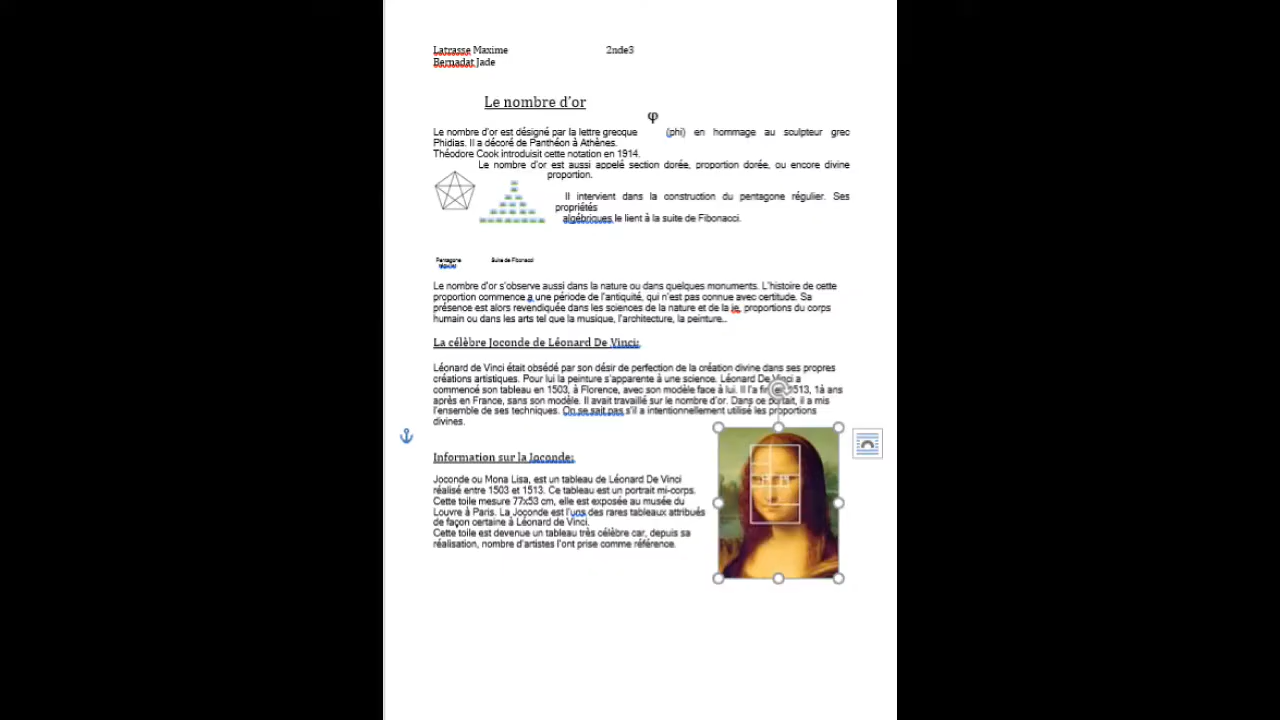 Latrasse Maxime 2nde3
Bernadat Jade
Le nombre d'or
φ
Le nombre d'or est désigné par la lettre grecque (phi) en hommage au sculpteur grec
Phidias. Il a décoré de Panthéon à Athènes.
Théodore Cook introduisit cette notation en 1914.
Le nombre d'or est aussi appelé section dorée, proportion dorée, ou encore divine
proportion.
Il intervient dans la construction du pentagone régulier. Ses
propriétés
algébriques le lient à la suite de Fibonacci.
Pentagone Suite de Fibonacci
régulier
Le nombre d'or s'observe aussi dans la nature ou dans quelques monuments. L'histoire de cette
proportion commence a une période de l'antiquité, qui n'est pas connue avec certitude. Sa
présence est alors revendiquée dans les sciences de la nature et de la ie, proportions du corps
humain ou dans les arts tel que la musique, l'architecture, la peinture..
La célèbre Joconde de Léonard De Vinci:
Léonard de Vinci était obsédé par son désir de perfection de la création divine dans ses propres
créations artistiques. Pour lui la peinture s'apparente à une science. Léonard De Vinci a
commencé son tableau en 1503, à Florence, avec son modèle face à lui. Il l'a 1513, 1à ans
après en France, sans son modèle. Il avait travaillé sur le nombre d'or. Dans ce portait, il a mis
l'ensemble de ses techniques. On se sait pas s'il a intentionnellement utilisé les proportions
divines.
Information sur la Joconde:
Joconde ou Mona Lisa, est un tableau de Léonard De Vinci
réalisé entre 1503 et 1513. Ce tableau est un portrait mi-corps.
Cette toile mesure 77x53 cm, elle est exposée au musée du
Louvre à Paris. La Joconde est l'uns des rares tableaux attribués
de façon certaine à Léonard de Vinci.
Cette toile est devenue un tableau très célèbre car, depuis sa
réalisation, nombre d'artistes l'ont prise comme référence.